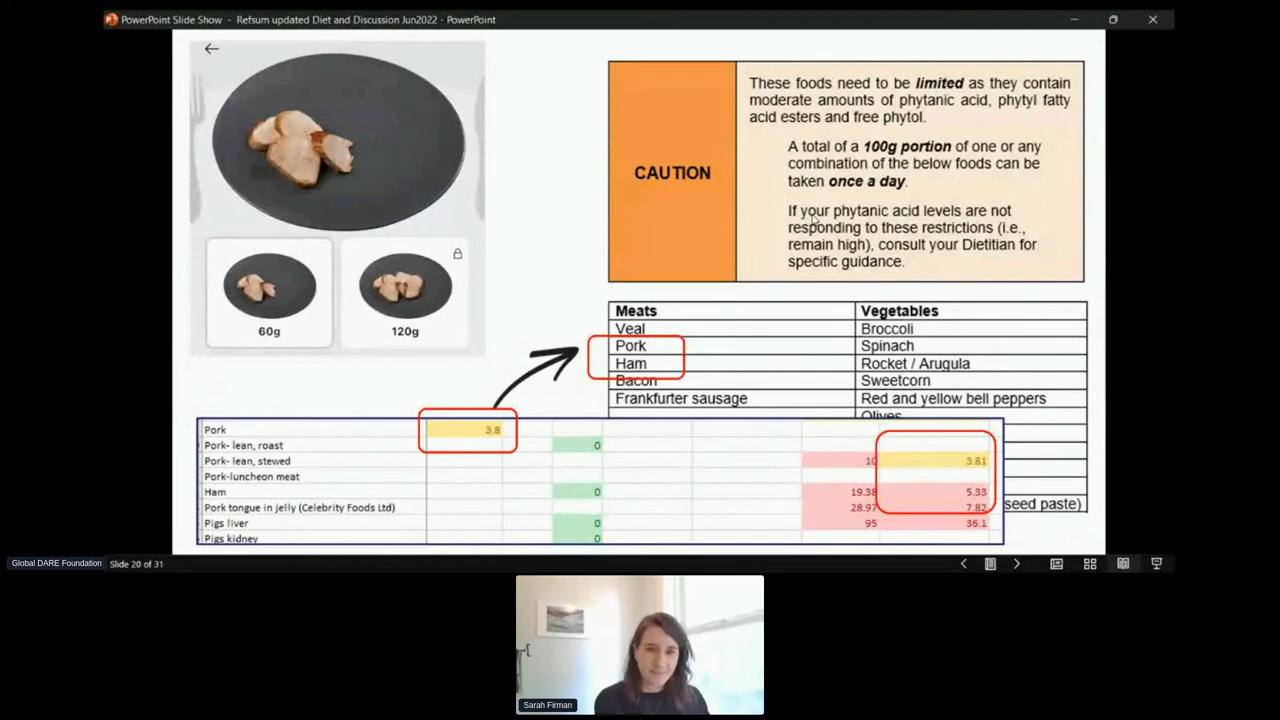 PowerPoint Slide Show - Refsum updated Diet and Discussion Jun2022 - PowerPoint
60g
120g
CAUTION
These foods need to be limited as they contain
moderate amounts of phytanic acid, phytyl fatty
acid esters and free phytol.
A total of a 100g portion of one or any
combination of the below foods can be
taken once a day.
If your phytanic acid levels are not
responding to these restrictions (i.e.,
remain high), consult your Dietitian for
specific guidance.
Meats Vegetables
Veal Broccoli
Pork Spinach
Ham Rocket / Arugula
Bacon Sweetcorn
Frankfurter sausage Red and yellow bell peppers
Olives
seed paste)
Pork 3.8
Pork- lean, roast 0
Pork- lean, stewed 10 3.81
Pork-luncheon meat
Ham 0 19.38 5.33
Pork tongue in jelly (Celebrity Foods Ltd) 28.97 7.82
Pigs liver 0 95 36.1
Pigs kidney 0
Global DARE Foundation
Slide 20 of 31
Sarah Firman